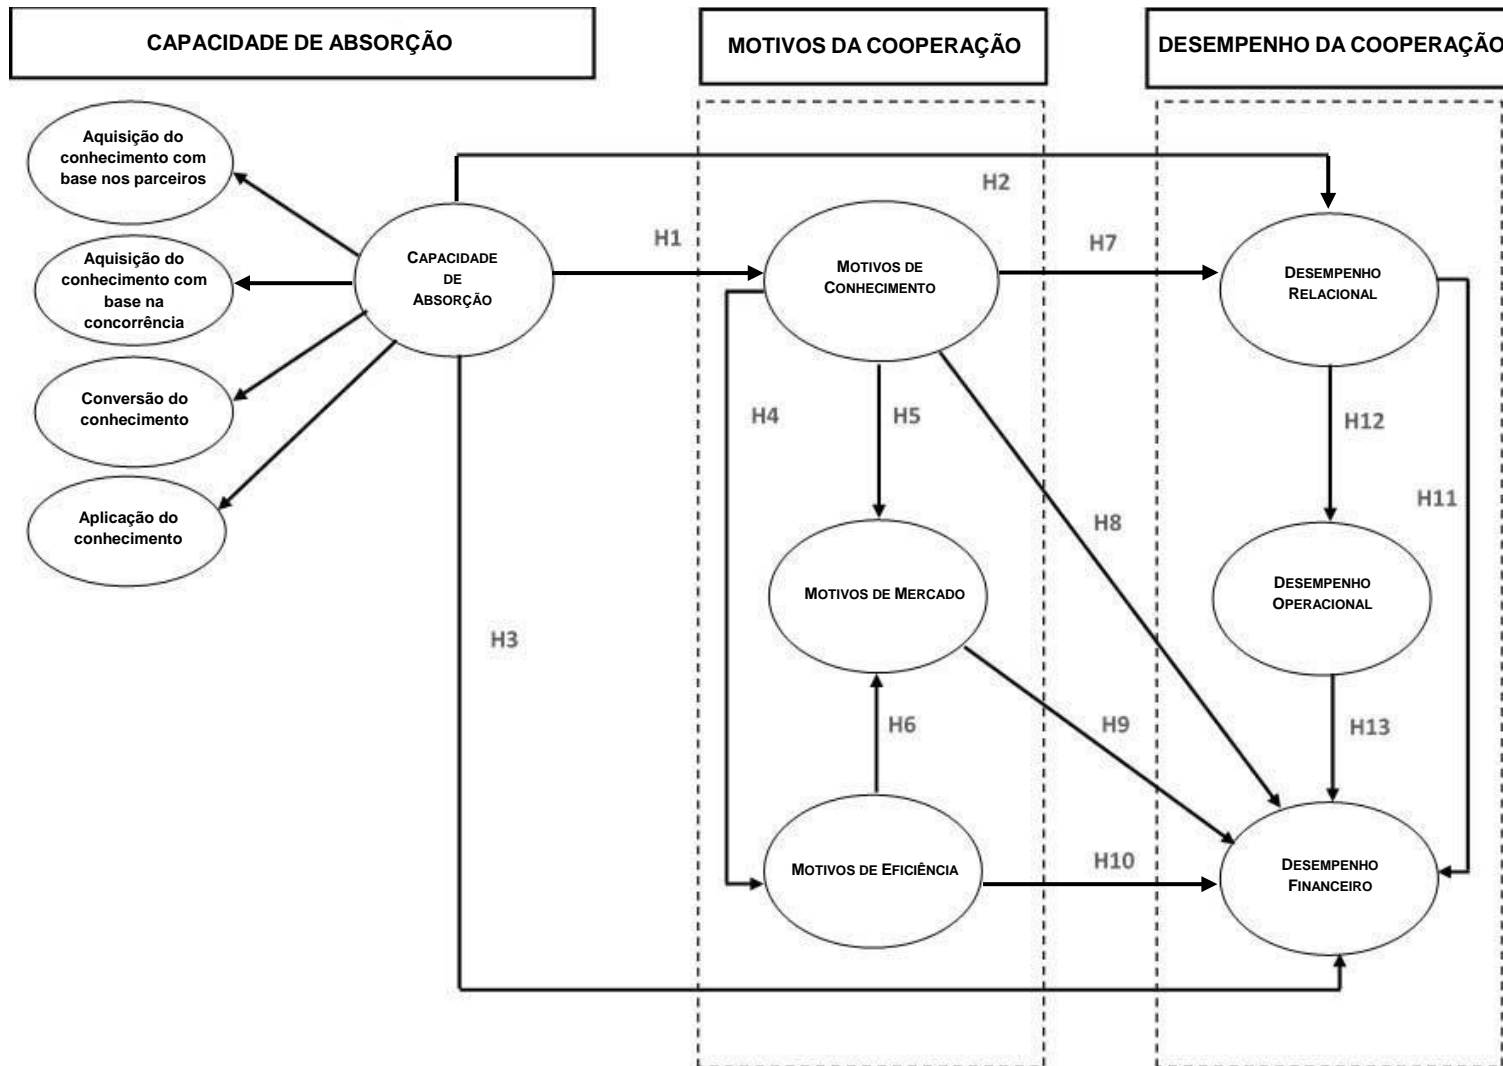 CAPACIDADE DE ABSORÇÃO
MOTIVOS DA COOPERAÇÃO
DESEMPENHO DA COOPERAÇÃO
Aquisição do
conhecimento com
base nos parceiros
Aquisição do
conhecimento com
base na
concorrência
Conversão do
conhecimento
Aplicação do
conhecimento
CAPACIDADE
DE
ABSORÇÃO
H1
H2
H3
MOTIVOS DE
CONHECIMENTO
H4
H5
MOTIVOS DE MERCADO
H6
MOTIVOS DE EFICIÊNCIA
H7
H8
H9
H10
DESEMPENHO
RELACIONAL
H12
H11
DESEMPENHO
OPERACIONAL
H13
DESEMPENHO
FINANCEIRO